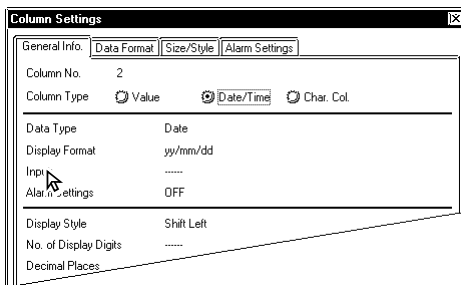 Column Settings
General Info. Data Format Size/Style Alarm Settings
Column No. 2
Column Type Value Date/Time Char. Col.
Data Type Date
Display Format yy/mm/dd
------
Settings OFF
Display Style Shift Left
No. of Display Digits ------
Decimal Places